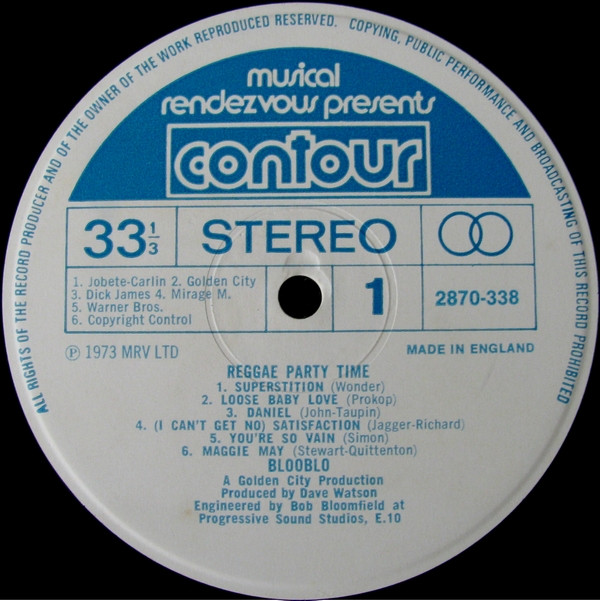 ALL RIGHTS OF THE RECORD PRODUCER AND OF THE OWNER OF THE WORK REPRODUCED RESERVED. COPYING, PUBLIC PERFORMANCE AND BROADCASTING OF THIS RECORD PROHIBITED
musical
rendezvous presents
contour
33 1/3 STEREO
1. Jobete-Carlin 2. Golden City
3. Dick James 4. Mirage M.
5. Warner Bros.
6. Copyright Control
1
2870-338
Ⓟ 1973 MRV LTD
MADE IN ENGLAND
REGGAE PARTY TIME
1. SUPERSTITION (Wonder)
2. LOOSE BABY LOVE (Prokop)
3. DANIEL (John-Taupin)
4. (I CAN'T GET NO) SATISFACTION (Jagger-Richard)
5. YOU'RE SO VAIN (Simon)
6. MAGGIE MAY (Stewart-Quittenton)
BLOOBLO
A Golden City Production
Produced by Dave Watson
Engineered by Bob Bloomfield at
Progressive Sound Studios, E.10